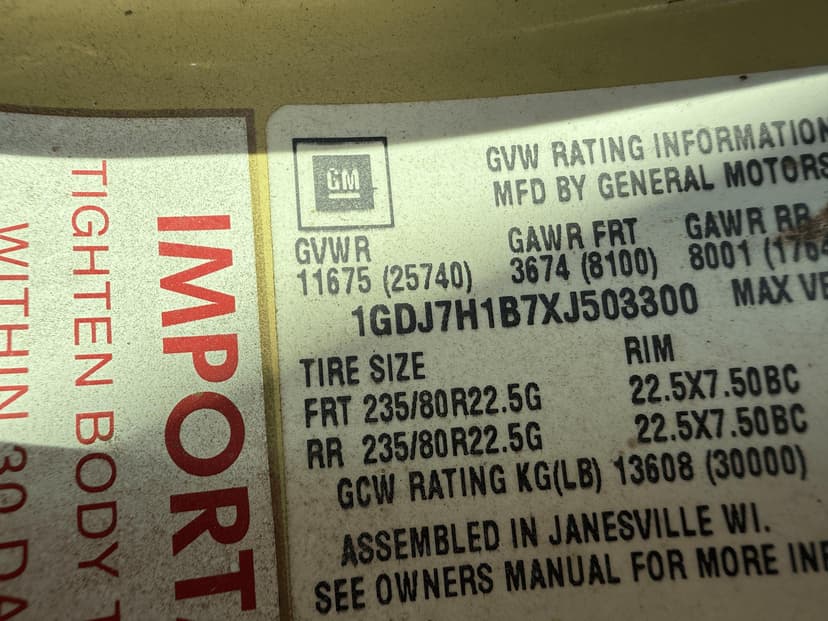 TIGHTEN BODY
WITHIN 30
IMPORT
GM
GVW RATING INFORMATION
MFD BY GENERAL MOTORS
GVWR GAWR FRT GAWR RR
11675 (25740) 3674 (8100) 8001 (
1GDJ7H1B7XJ503300 MAX
TIRE SIZE RIM
FRT 235/80R22.5G 22.5X7.50BC
RR 235/80R22.5G 22.5X7.50BC
GCW RATING KG(LB) 13608 (30000)
ASSEMBLED IN JANESVILLE WI.
SEE OWNERS MANUAL FOR MORE